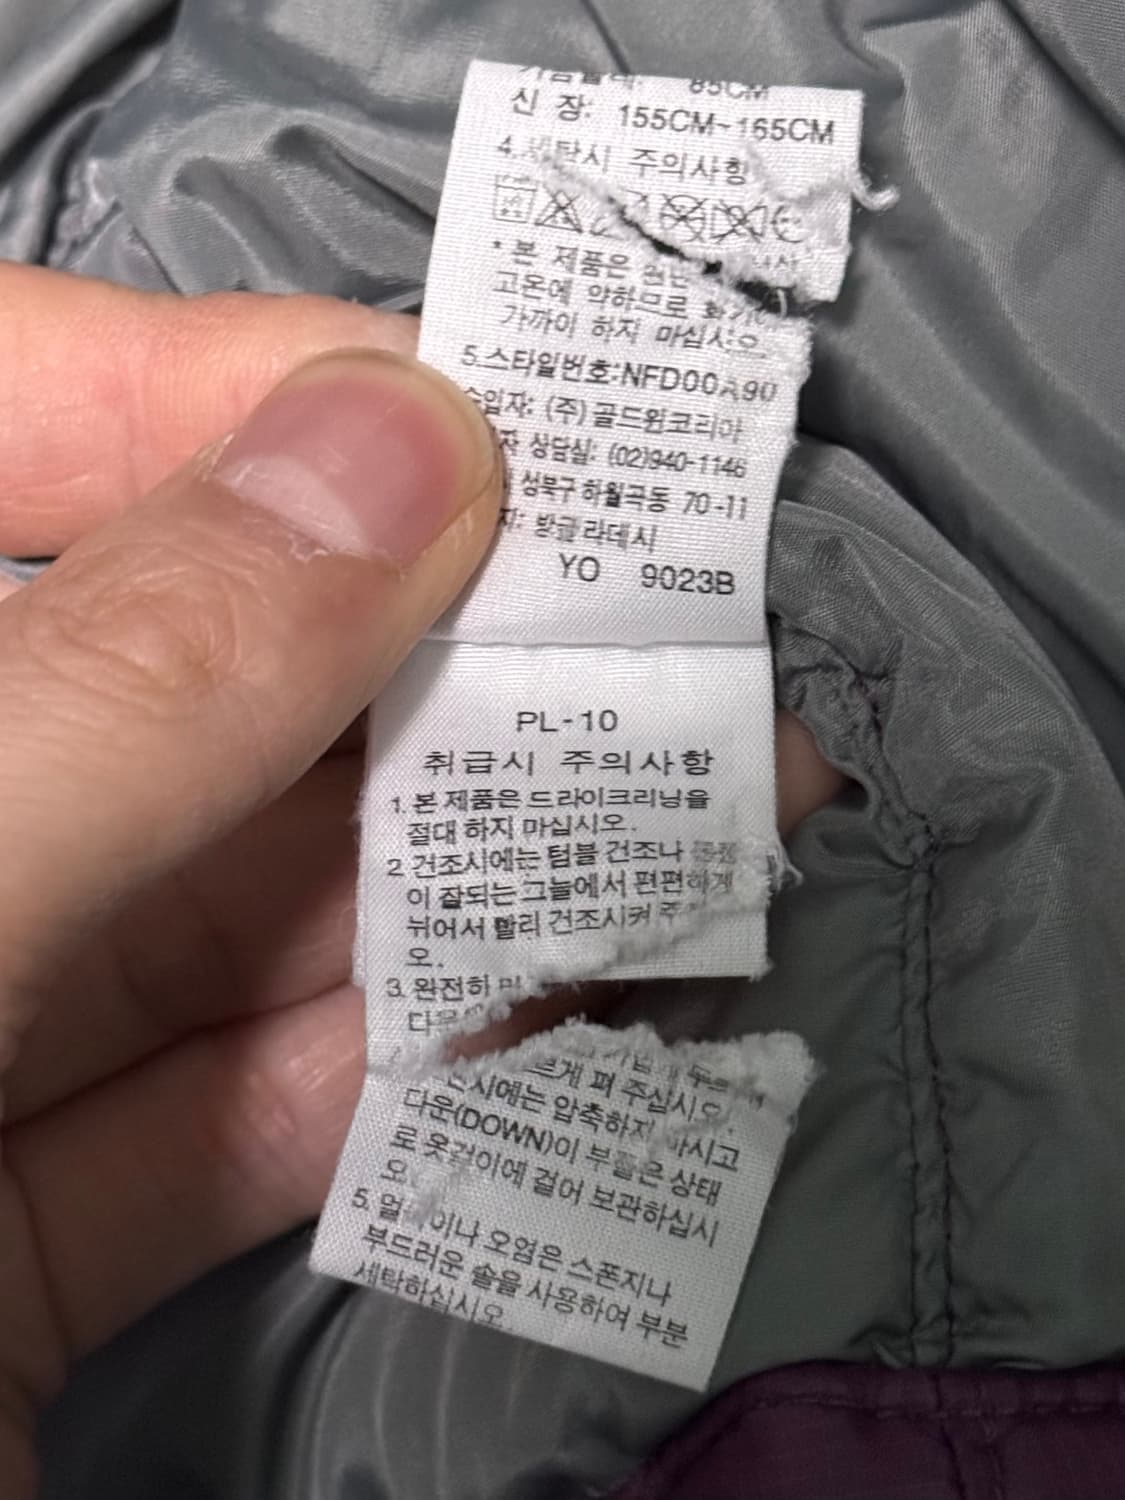 85CM
신 장: 155CM~165CM
4. 주의사항
* 본 제품은
고온에 약하므로
가까이 하지 마십시오.
5.스타일번호:NFD00A90
수입자: (주)골드윈코리아
자 상담실: (02)940-1146
성북구 하월곡동 70-11
자: 방글라데시
YO 9023B
PL-10
취급시 주의사항
1. 본 제품은 드라이크리닝을
절대 하지 마십시오.
2 건조시에는 텀블 건조나
이 잘되는 그늘에서 편편하게
뉘어서 빨리 건조시켜
오.
3. 완전히
펴 주십시오.
압축하지 마시고
다운(DOWN)이 부풀은 상태
로 옷걸이에 걸어 보관하십시
오.
5. 오염은 스폰지나
부드러운 솔을 사용하여 부분
세탁하십시오.